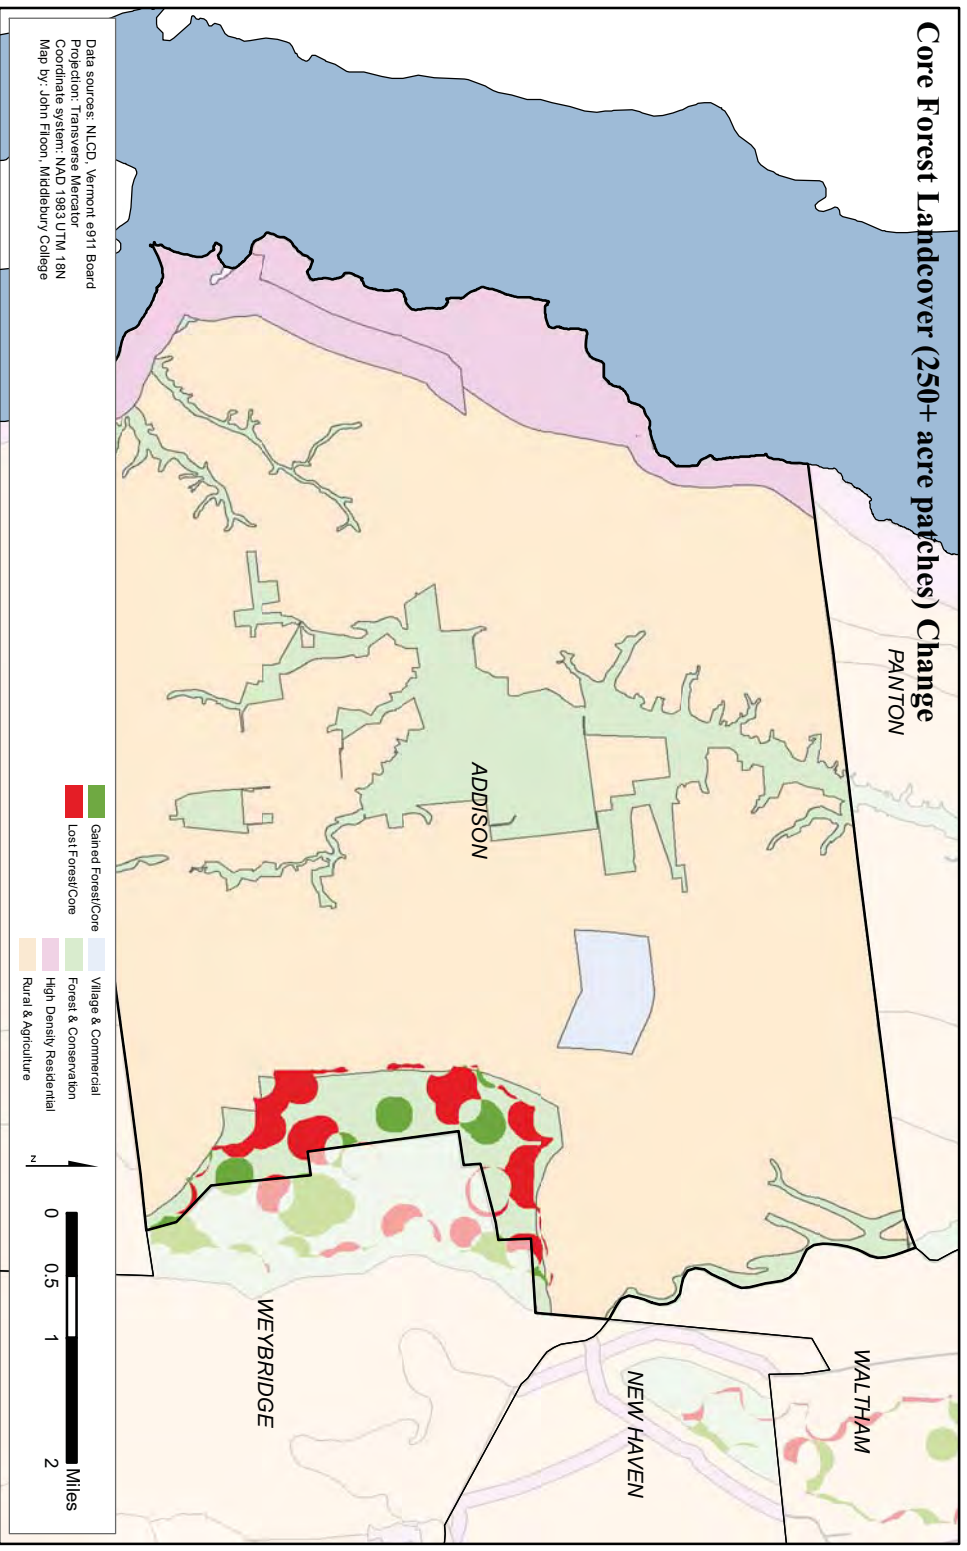 Core Forest Landcover (250+ acre patches) Change
PANTON
ADDISON
WALTHAM
NEW HAVEN
WEYBRIDGE
Data sources: NLCD, Vermont e911 Board
Projection: Transverse Mercator
Coordinate system: NAD 1983 UTM 18N
Map by: John Filoon, Middlebury College
Gained Forest/Core
Lost Forest/Core
Village & Commercial
Forest & Conservation
High Density Residential
Rural & Agriculture
N
0 0.5 1 2
Miles